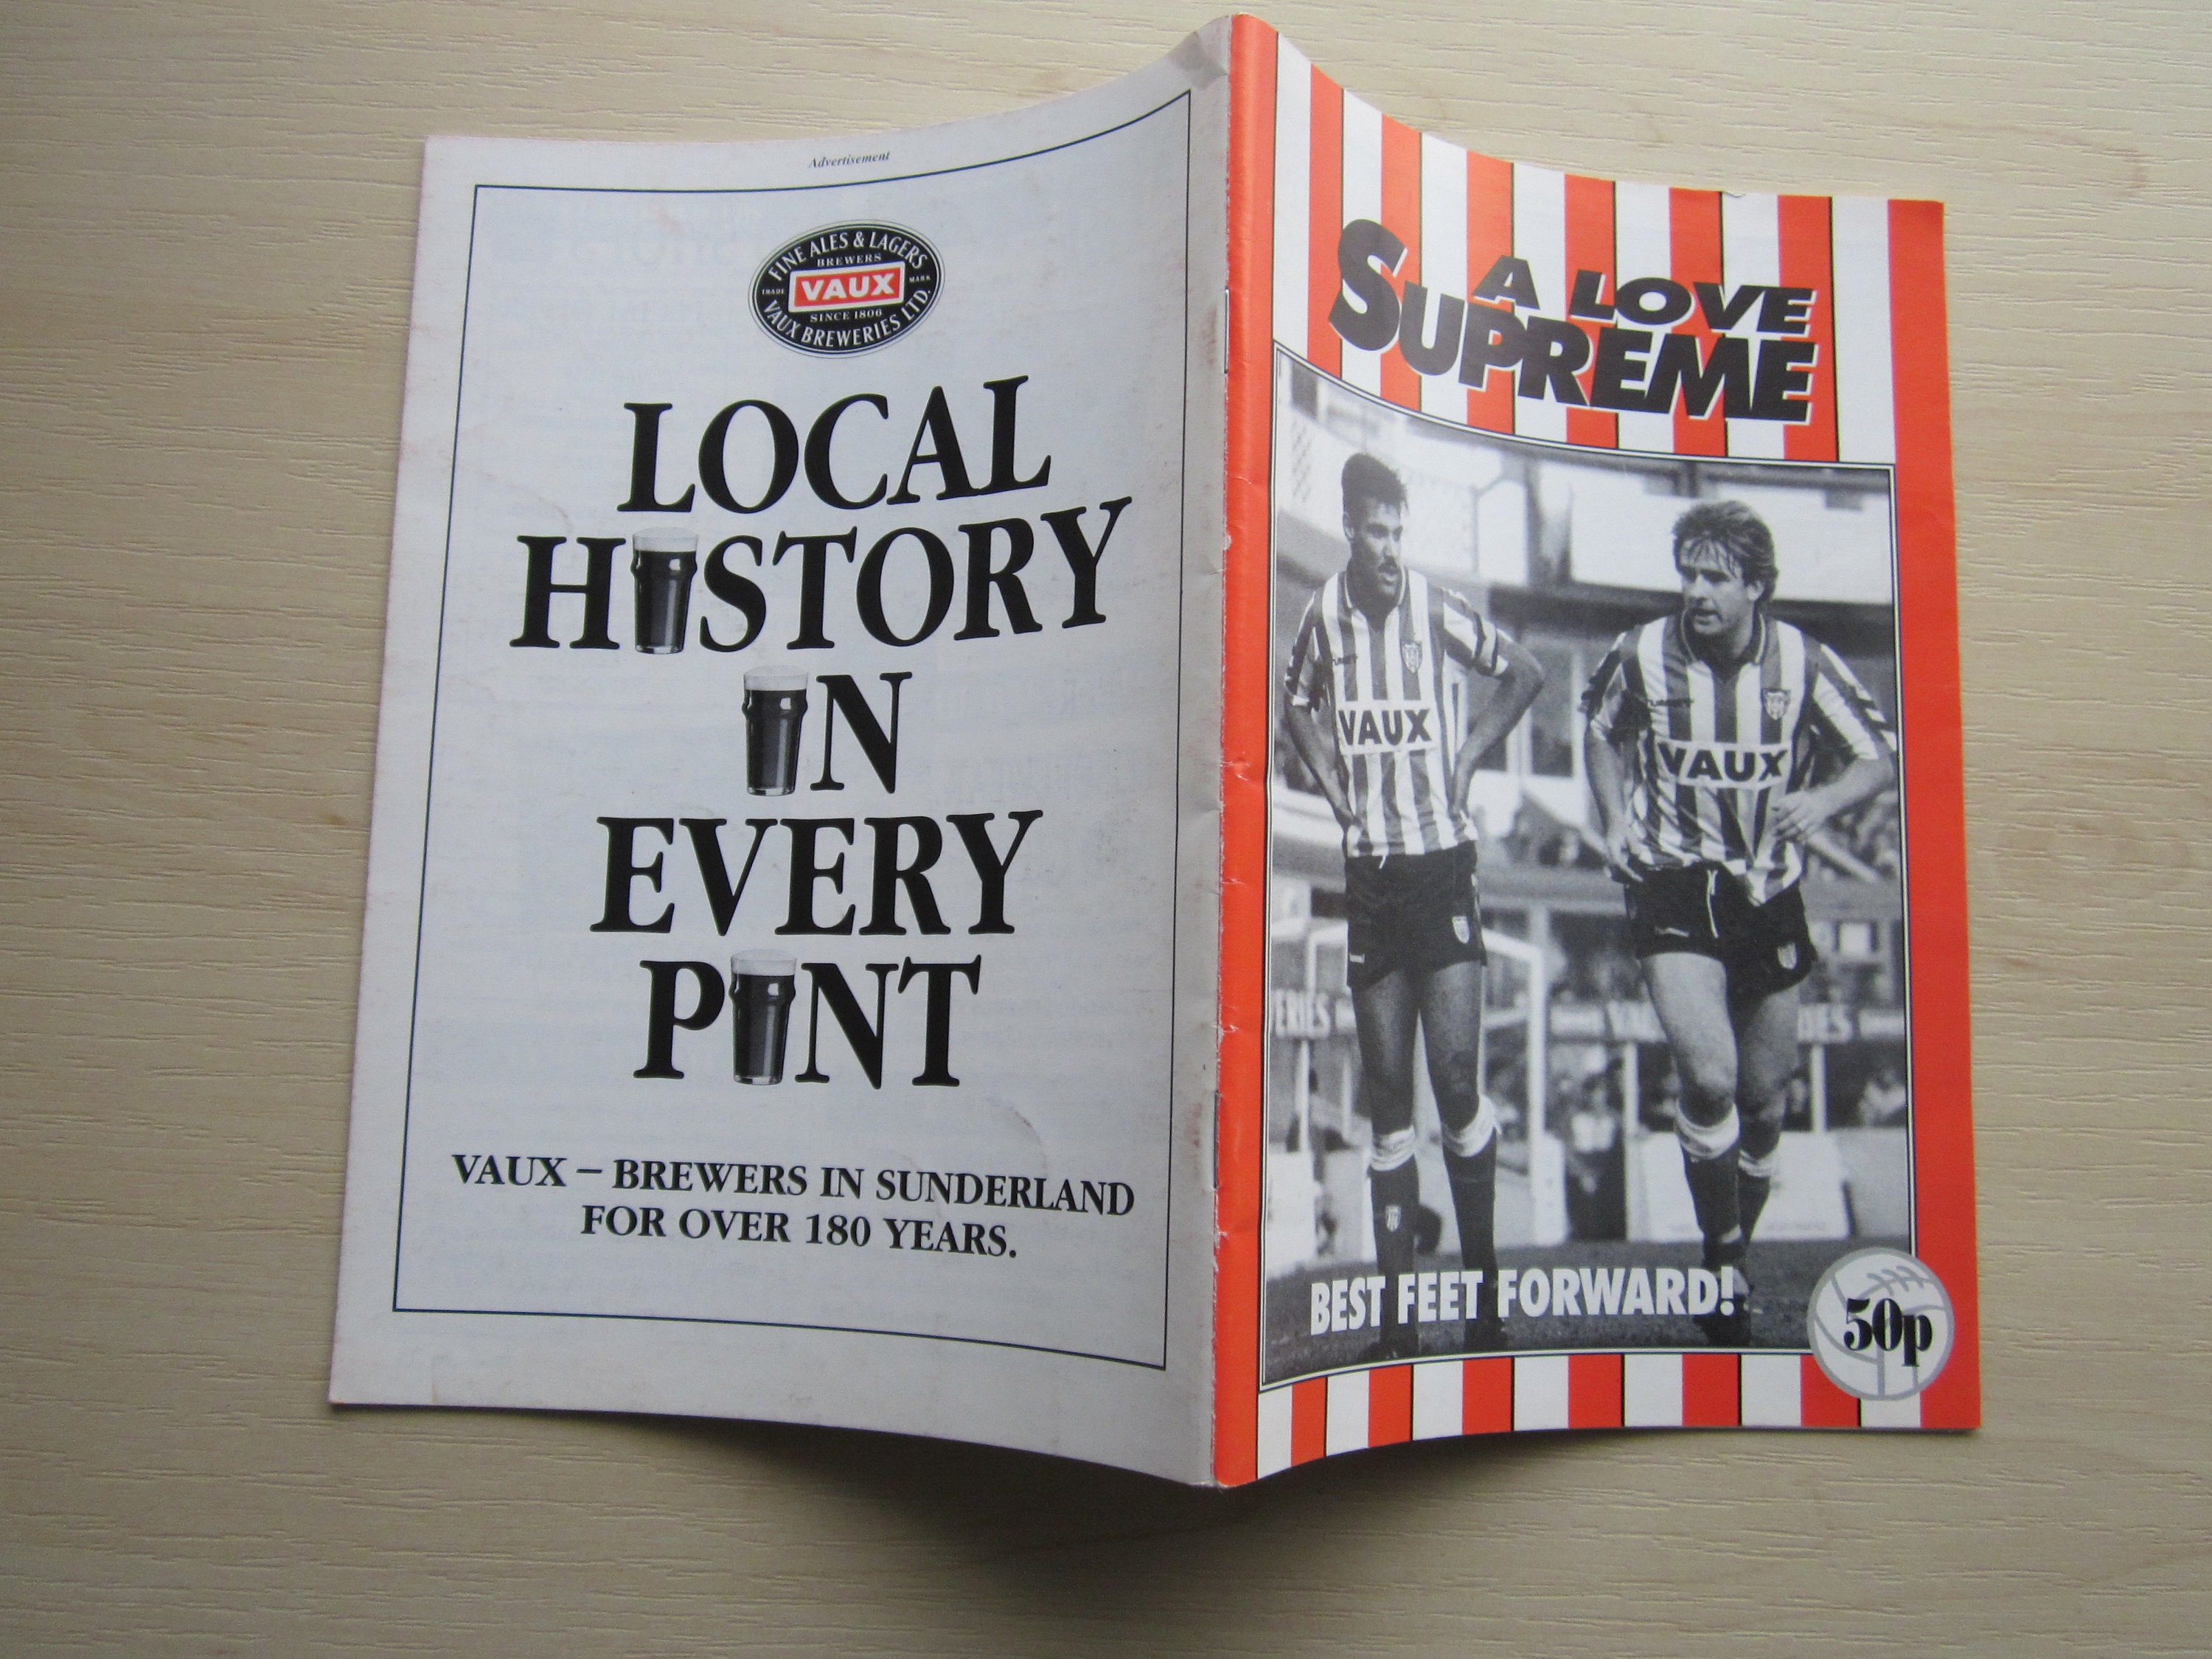 Advertisement
FINE ALES & LAGERS
BREWERS
TRADE VAUX MARK
SINCE 1806
VAUX BREWERIES LTD.
LOCAL
HISTORY
IN
EVERY
PINT
VAUX – BREWERS IN SUNDERLAND
FOR OVER 180 YEARS.
A LOVE
SUPREME
VAUX
VAUX
ERIES
BEST FEET FORWARD!
50p